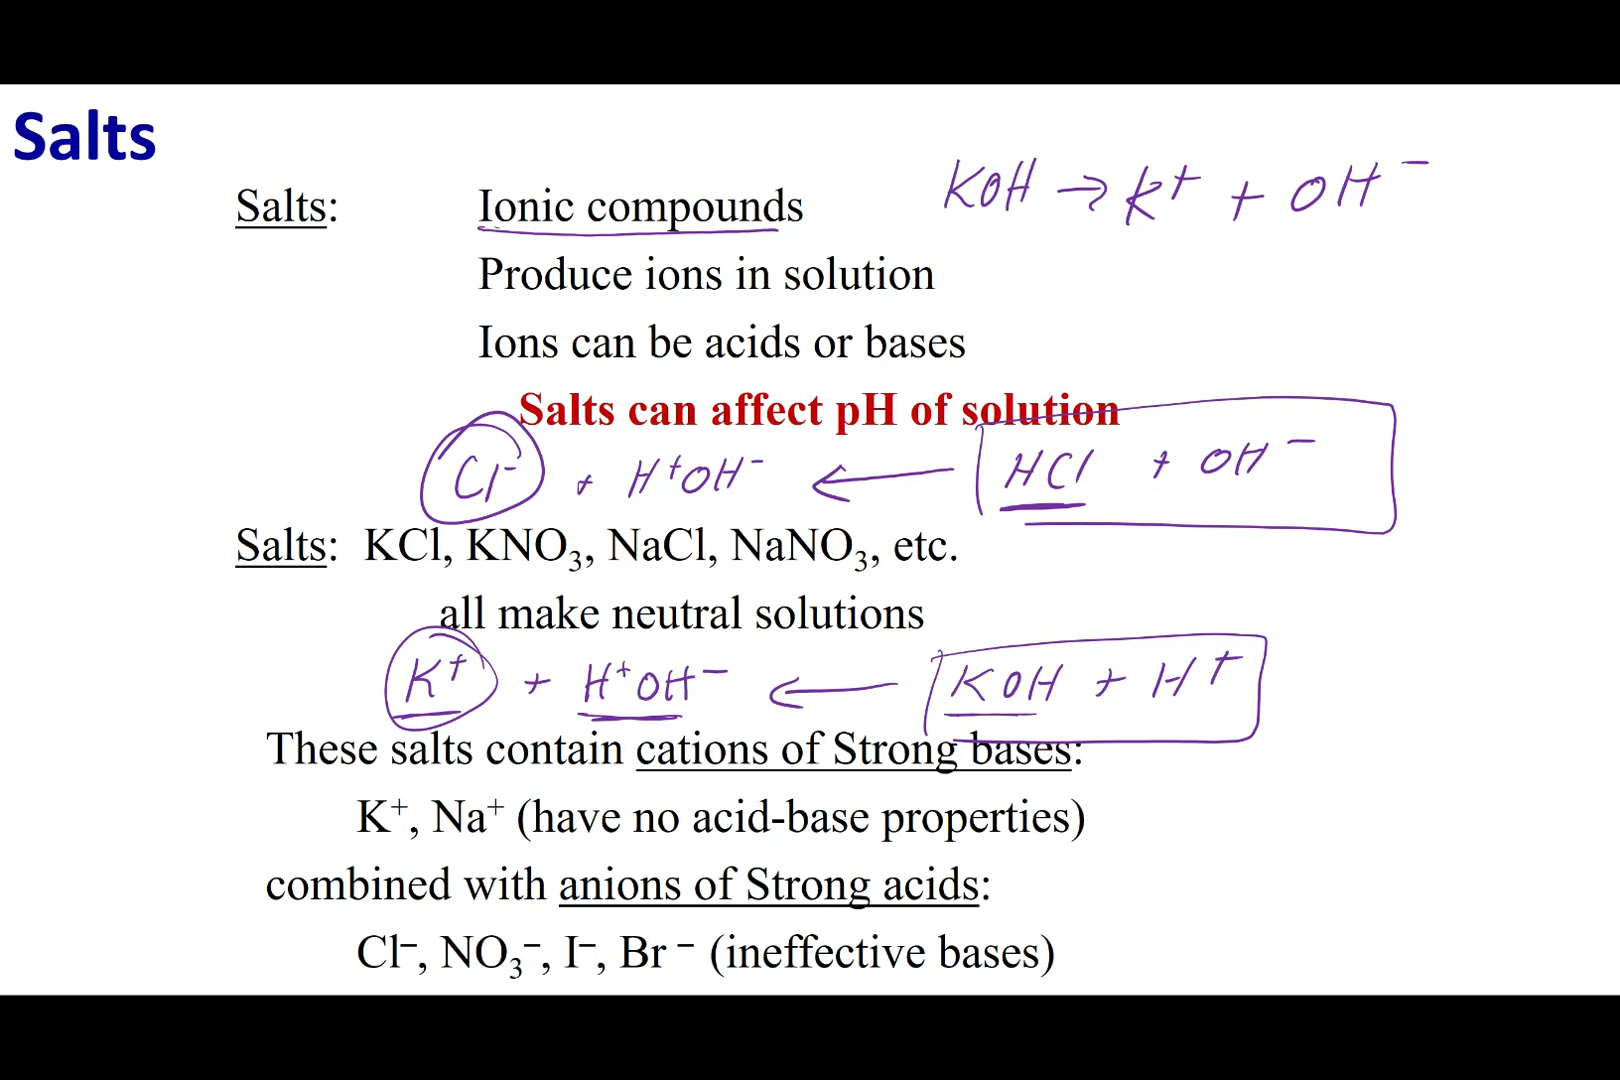 Salts
Salts: Ionic compounds
KOH → K⁺ + OH⁻
Produce ions in solution
Ions can be acids or bases
Salts can affect pH of solution
Cl⁻ + H⁺OH⁻ ← HCl + OH⁻
Salts: KCl, KNO₃, NaCl, NaNO₃, etc.
all make neutral solutions
K⁺ + H⁺OH⁻ ← KOH + H⁺
These salts contain cations of Strong bases:
K⁺, Na⁺ (have no acid-base properties)
combined with anions of Strong acids:
Cl⁻, NO₃⁻, I⁻, Br ⁻ (ineffective bases)